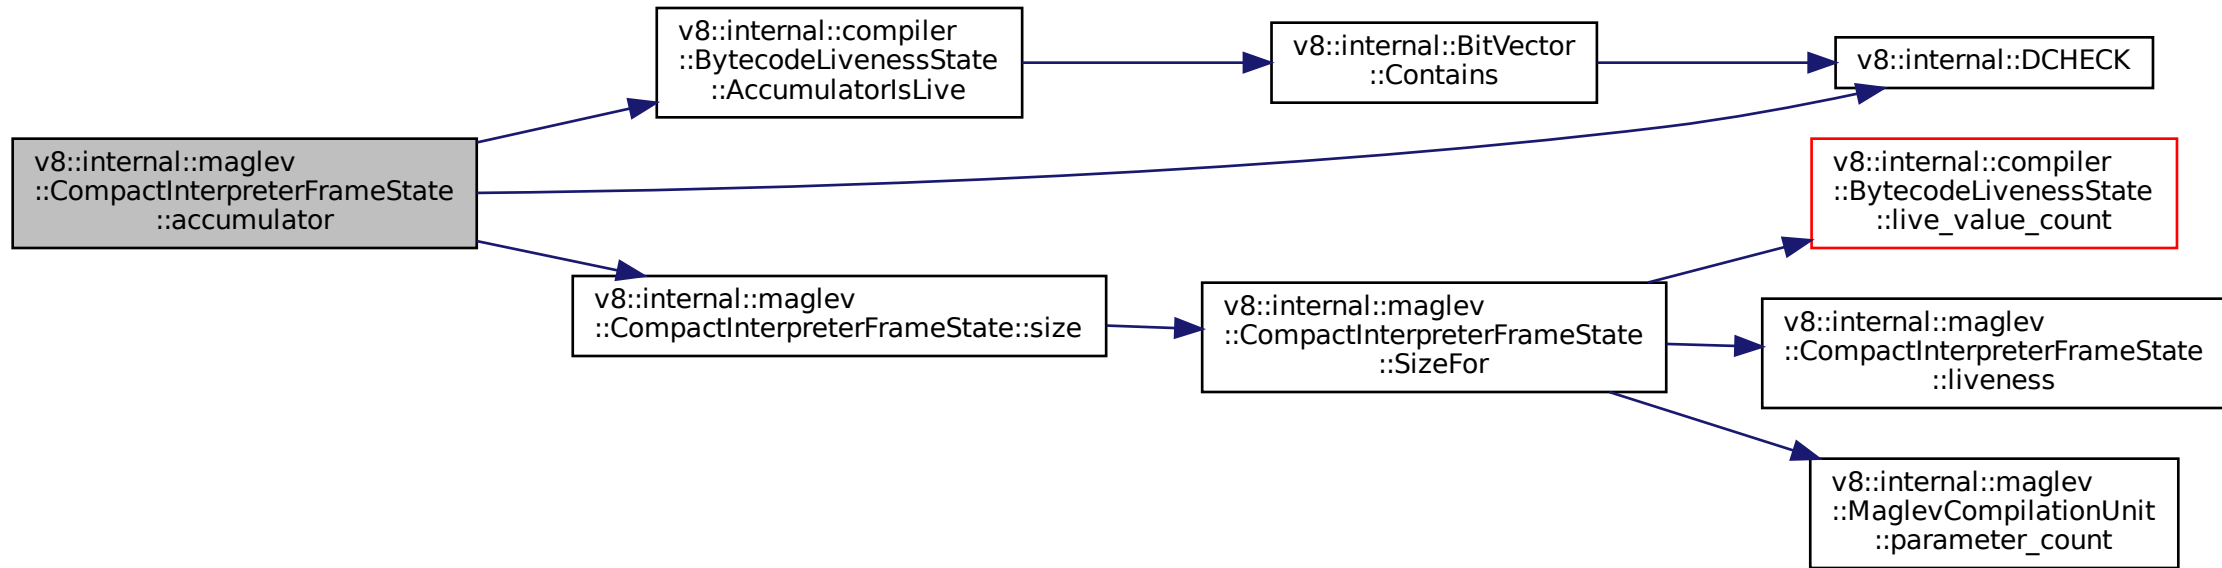 v8::internal::maglev
::CompactInterpreterFrameState
::accumulator
v8::internal::compiler
::BytecodeLivenessState
::AccumulatorIsLive
v8::internal::BitVector
::Contains
v8::internal::DCHECK
v8::internal::maglev
::CompactInterpreterFrameState::size
v8::internal::maglev
::CompactInterpreterFrameState
::SizeFor
v8::internal::compiler
::BytecodeLivenessState
::live_value_count
v8::internal::maglev
::CompactInterpreterFrameState
::liveness
v8::internal::maglev
::MaglevCompilationUnit
::parameter_count